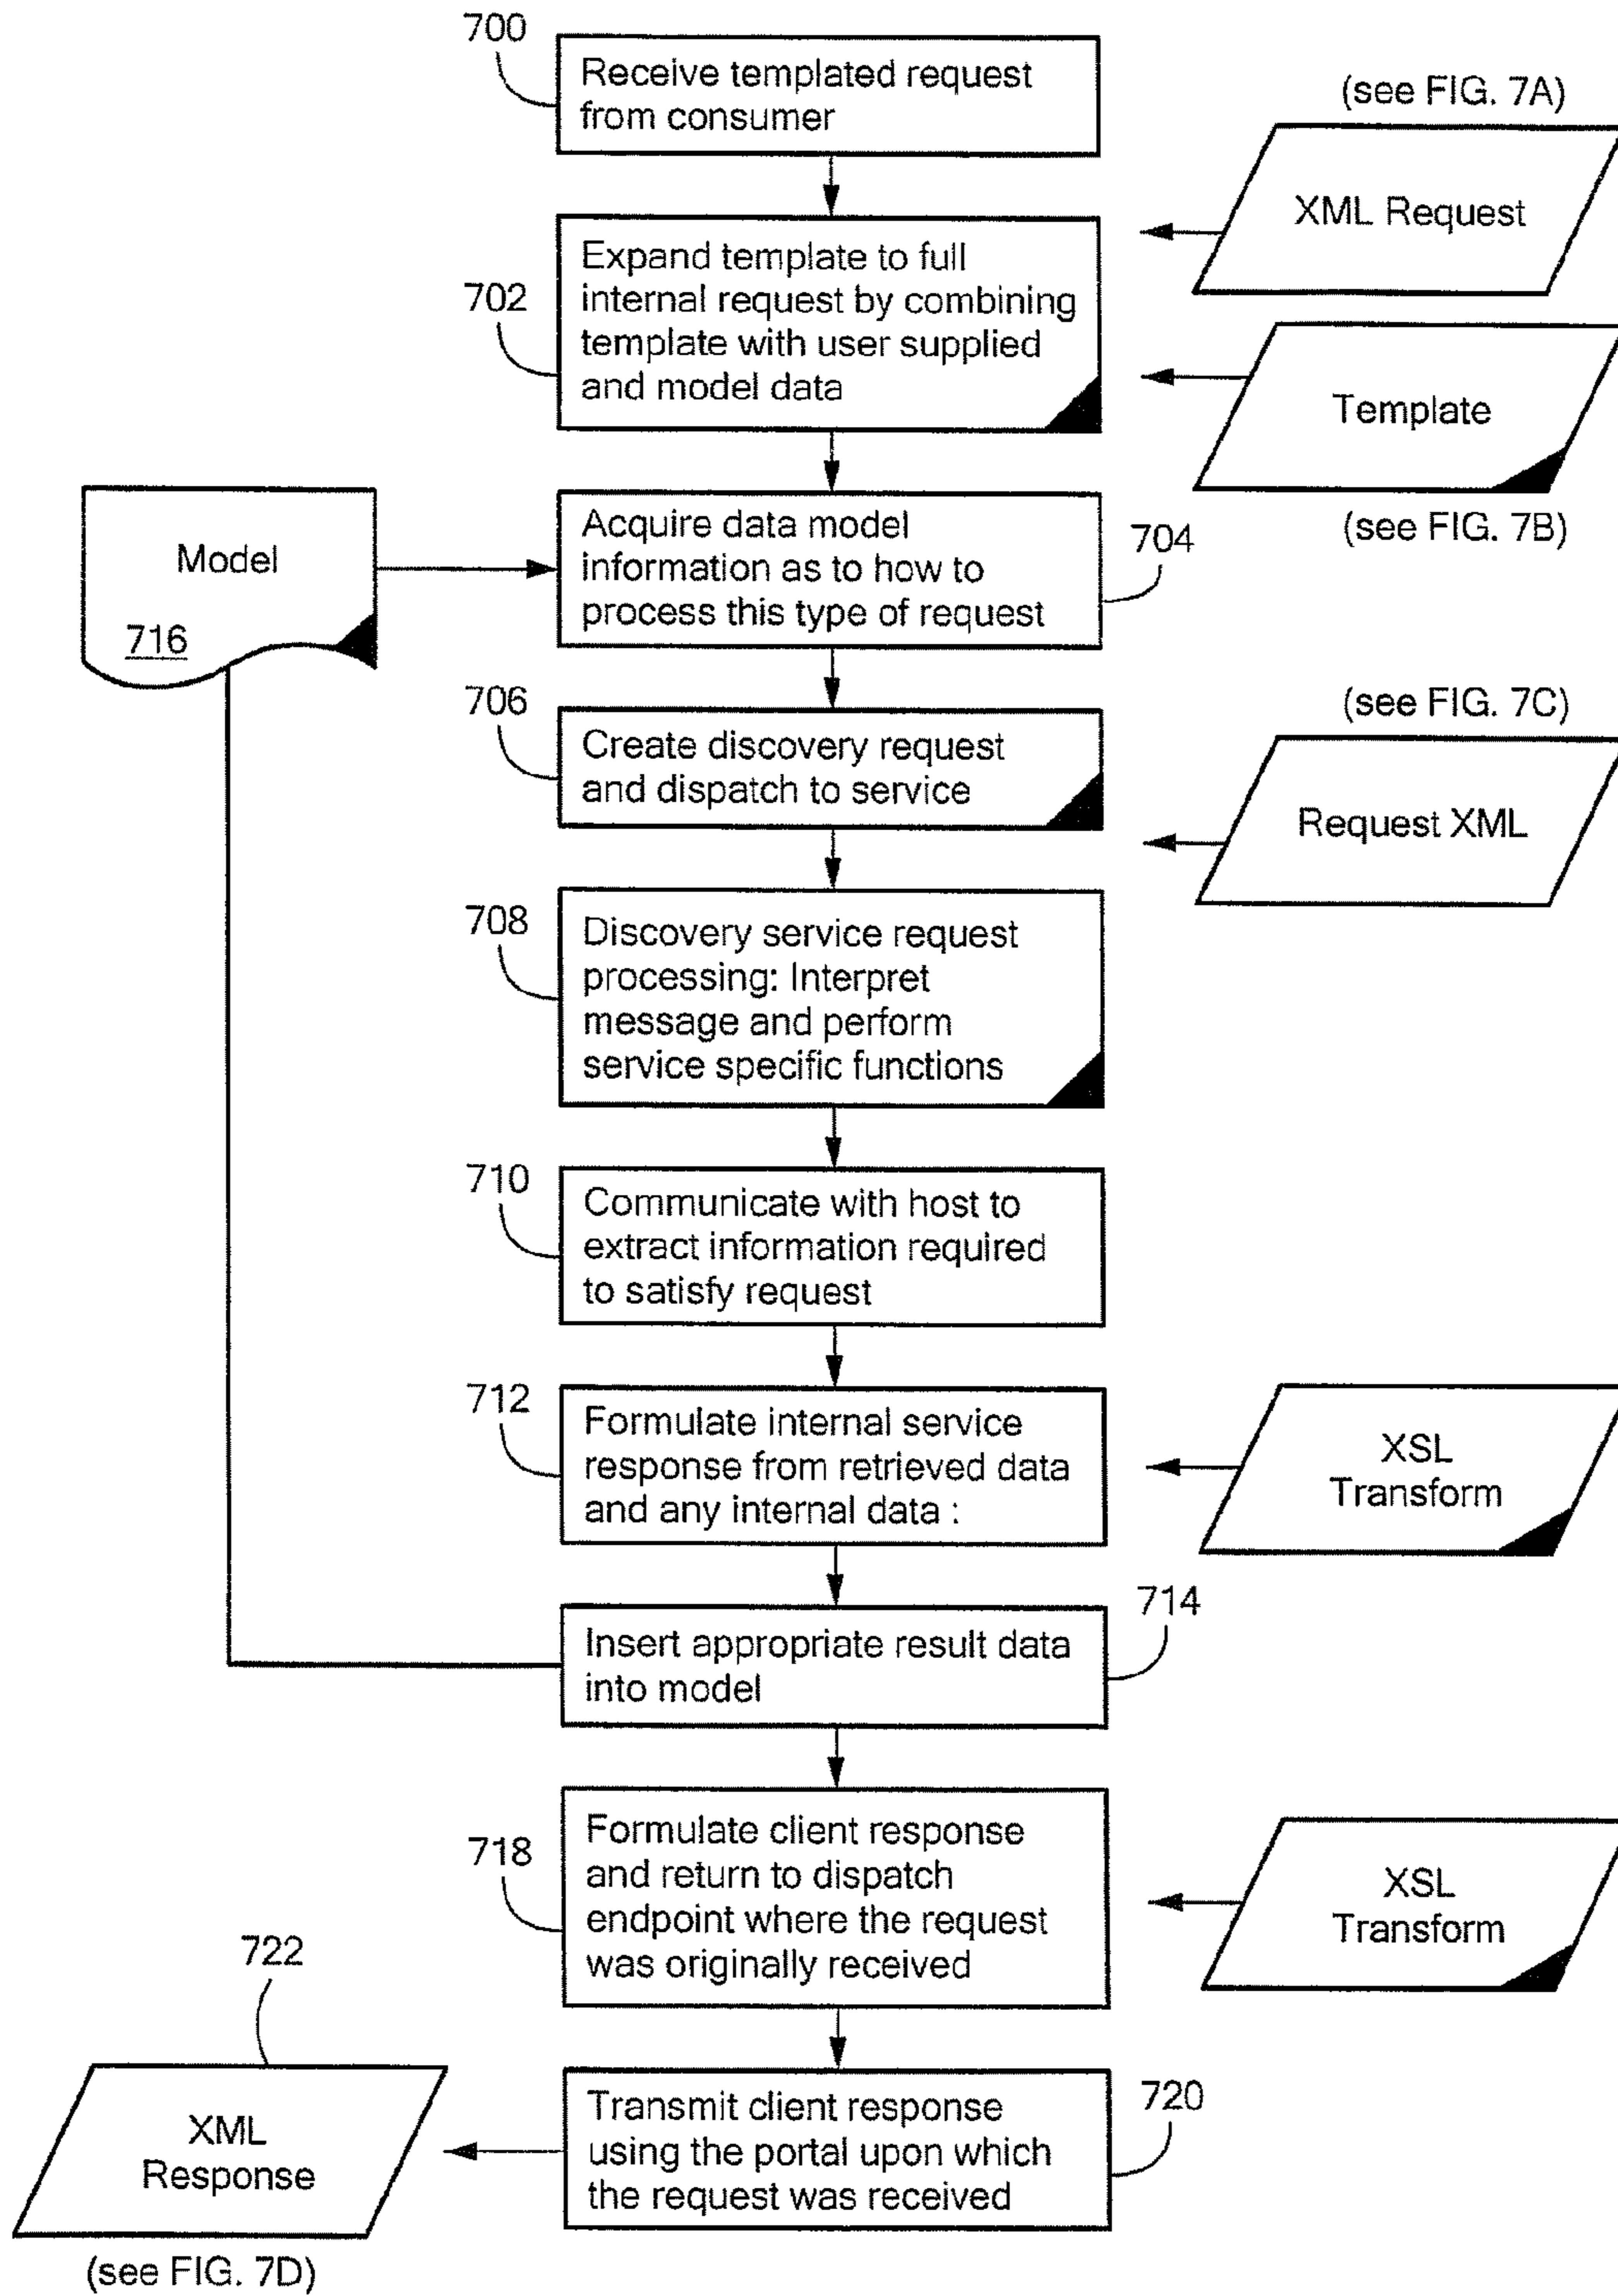 700
Receive templated request
from consumer
(see FIG. 7A)
XML Request
702
Expand template to full
internal request by combining
template with user supplied
and model data
Template
(see FIG. 7B)
Model
716
Acquire data model
information as to how to
process this type of request
704
706
Create discovery request
and dispatch to service
(see FIG. 7C)
Request XML
708
Discovery service request
processing: Interpret
message and perform
service specific functions
710
Communicate with host to
extract information required
to satisfy request
712
Formulate internal service
response from retrieved data
and any internal data :
XSL
Transform
714
Insert appropriate result data
into model
718
Formulate client response
and return to dispatch
endpoint where the request
was originally received
XSL
Transform
722
XML
Response
(see FIG. 7D)
Transmit client response
using the portal upon which
the request was received
720